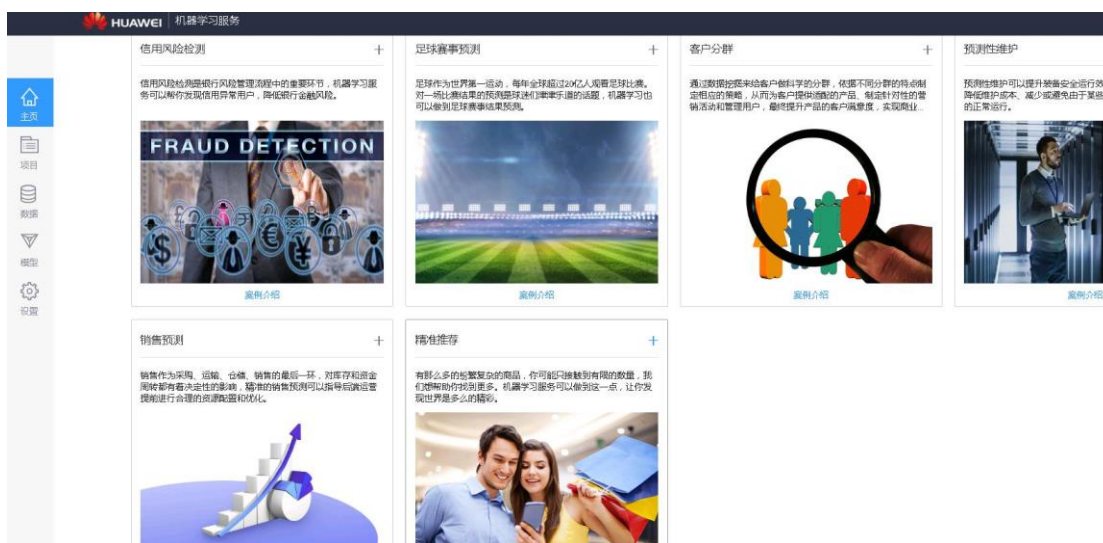 HUAWEI 机器学习服务
主页
项目
数据
模型
设置
信用风险检测 +
信用风险检测是银行风险管理流程中的重要环节，机器学习服
务可以帮你发现信用异常用户，降低银行金融风险。
FRAUD DETECTION
案例介绍
足球赛事预测 +
足球作为世界第一运动，每年全球超过20亿人观看足球比赛。
对一场比赛结果的预测是球迷们津津乐道的话题，机器学习也
可以做到足球赛事结果预测。
案例介绍
客户分群 +
通过数据挖掘来给客户做科学的分群，依据不同分群的特点制
定相应的策略，从而为客户提供适配的产品、制定针对性的营
销活动和管理用户，最终提升产品的客户满意度，实现商业...
案例介绍
预测性维护
预测性维护可以提升装备安全运行效
降低维护成本、减少或避免由于某些
的正常运行。
案例介绍
销售预测 +
销售作为采购、运输、仓储、销售的最后一环，对库存和资金
周转都有着决定性的影响，精准的销售预测可以指导后端运营
提前进行合理的资源配置和优化。
精准推荐 +
有那么多的纷繁复杂的商品，你可能只接触到有限的数量，我
们想帮助你找到更多。机器学习服务可以做到这一点，让你发
现世界是多么的精彩。